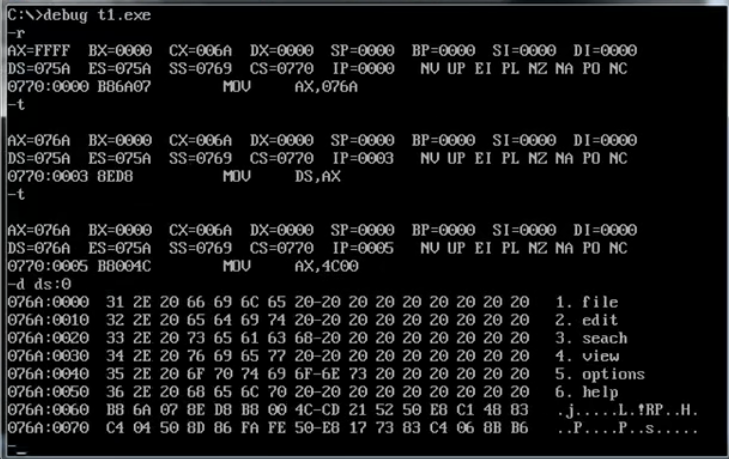 C:\>debug t1.exe
-r
AX=FFFF  BX=0000  CX=006A  DX=0000  SP=0000  BP=0000  SI=0000  DI=0000
DS=075A  ES=075A  SS=0769  CS=0770  IP=0000   NV UP EI PL NZ NA PO NC
0770:0000 B86A07        MOV     AX,076A
-t
AX=076A  BX=0000  CX=006A  DX=0000  SP=0000  BP=0000  SI=0000  DI=0000
DS=075A  ES=075A  SS=0769  CS=0770  IP=0003   NV UP EI PL NZ NA PO NC
0770:0003 8ED8          MOV     DS,AX
-t
AX=076A  BX=0000  CX=006A  DX=0000  SP=0000  BP=0000  SI=0000  DI=0000
DS=076A  ES=075A  SS=0769  CS=0770  IP=0005   NV UP EI PL NZ NA PO NC
0770:0005 B8004C        MOV     AX,4C00
-d ds:0
076A:0000  31 2E 20 66 69 6C 65 20-20 20 20 20 20 20 20 20   1. file
076A:0010  32 2E 20 65 64 69 74 20-20 20 20 20 20 20 20 20   2. edit
076A:0020  33 2E 20 73 65 61 63 68-20 20 20 20 20 20 20 20   3. seach
076A:0030  34 2E 20 76 69 65 77 20-20 20 20 20 20 20 20 20   4. view
076A:0040  35 2E 20 6F 70 74 69 6F-6E 73 20 20 20 20 20 20   5. options
076A:0050  36 2E 20 68 65 6C 70 20-20 20 20 20 20 20 20 20   6. help
076A:0060  B8 6A 07 8E D8 B8 00 4C-CD 21 52 50 E8 C1 48 83   .j.....L.!RP..H.
076A:0070  C4 04 50 8D 86 FA FE 50-E8 17 73 83 C4 06 8B B6   ..P....P..s.....
-